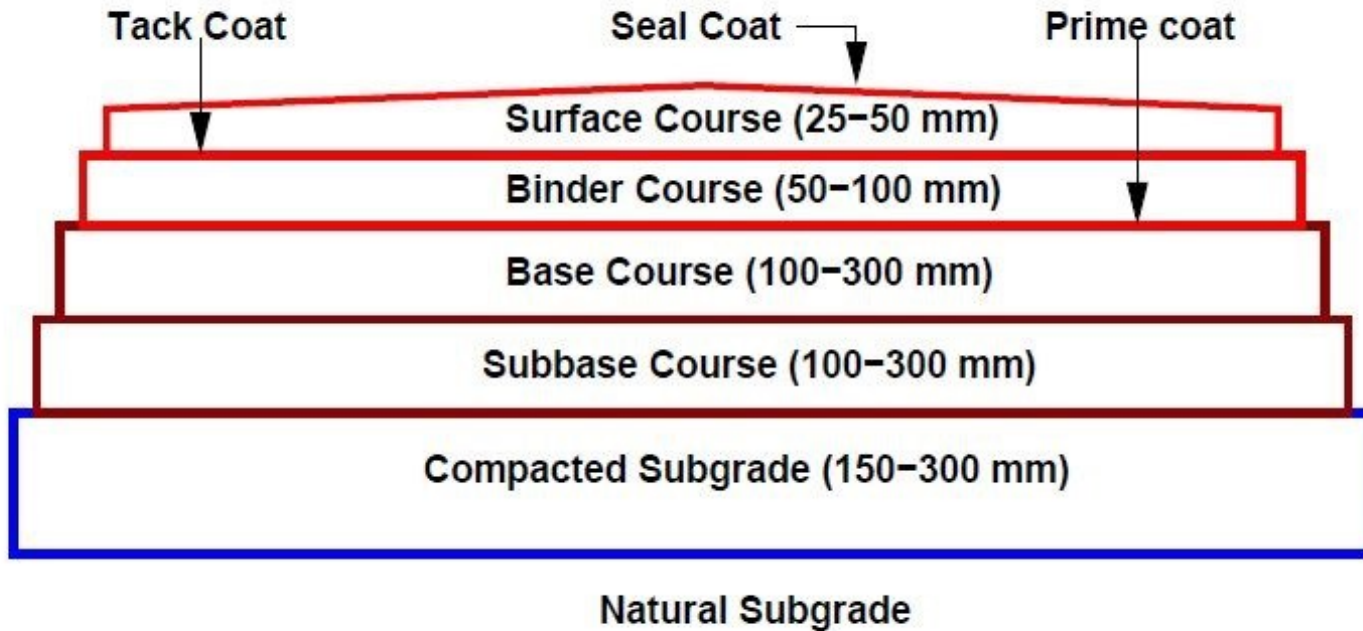 Tack Coat
Seal Coat
Prime coat
Surface Course (25−50 mm)
Binder Course (50−100 mm)
Base Course (100−300 mm)
Subbase Course (100−300 mm)
Compacted Subgrade (150−300 mm)
Natural Subgrade